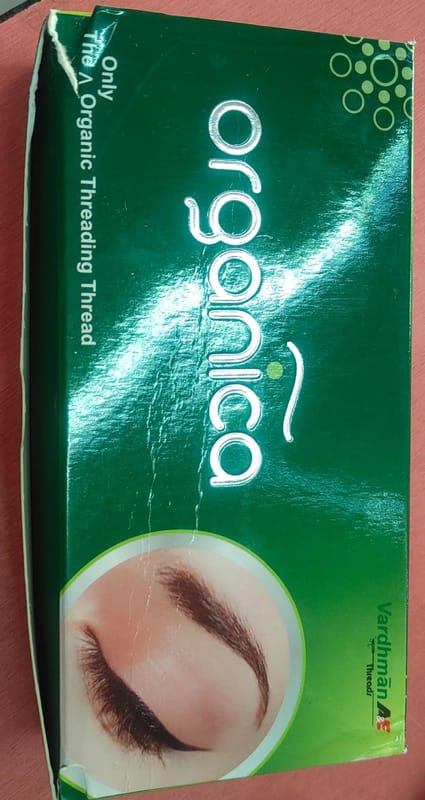 Vardhmān A&E
Threads
organica
Only
The ^ Organic Threading Thread